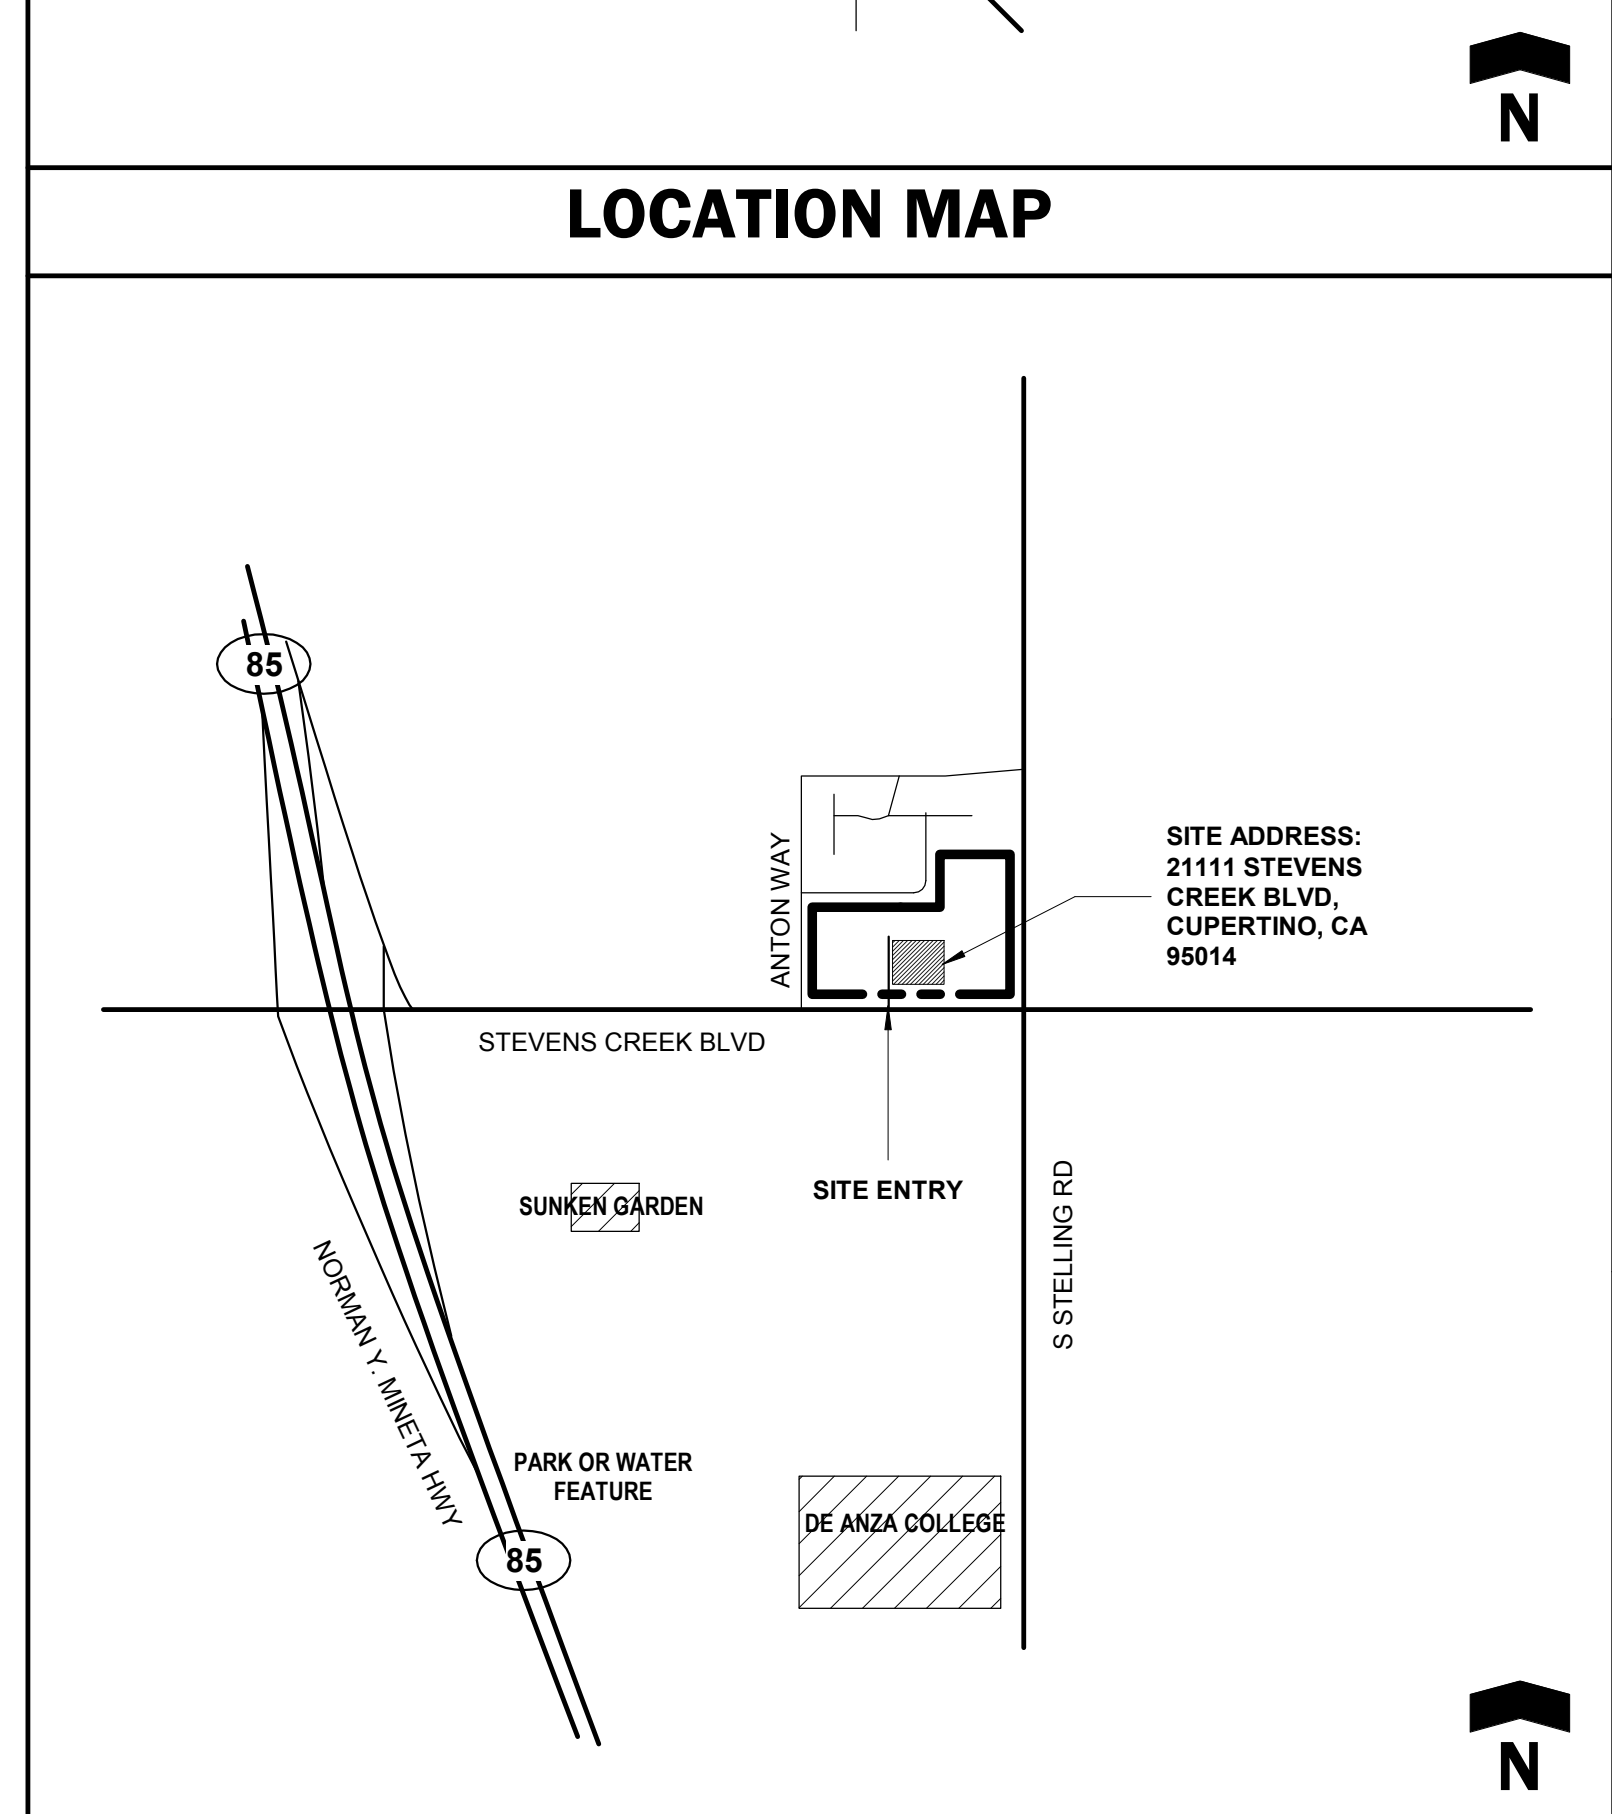 N
LOCATION MAP
85
ANTON WAY
SITE ADDRESS:
21111 STEVENS
CREEK BLVD,
CUPERTINO, CA
95014
STEVENS CREEK BLVD
SITE ENTRY
SUNKEN GARDEN
S STELLING RD
NORMAN Y. MINETA HWY
PARK OR WATER
FEATURE
DE ANZA COLLEGE
85
N